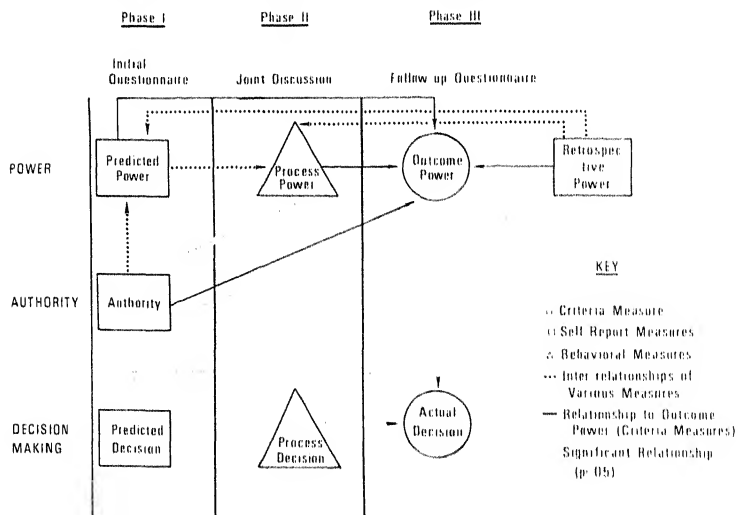 Phase I
Phase II
Phase III
Initial
Questionnaire
Joint Discussion
Follow up Questionnaire
POWER
Predicted
Power
Process
Power
Outcome
Power
Retrospec
tive
Power
AUTHORITY
Authority
KEY
Criteria Measure
Self Report Measures
Behavioral Measures
Inter relationships of
Various Measures
Relationship to Outcome
Power (Criteria Measures)
Significant Relationship
(p 05)
DECISION
MAKING
Predicted
Decision
Process
Decision
Actual
Decision